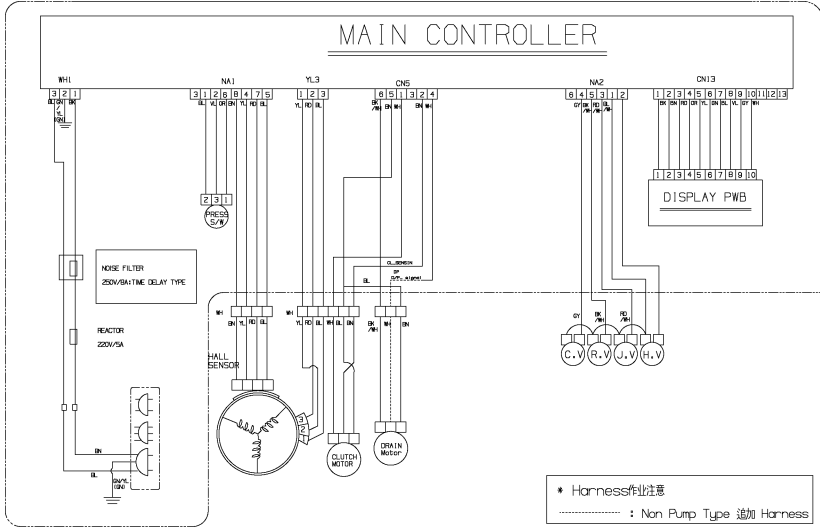 MAIN CONTROLLER
WH1 NA1 YL3 CN5 NA2 CN13
3 2 1
3 1 2 6 8 4 7 5
1 2 3
6 5 1 3 2 4
6 4 5 3 1 2
1 2 3 4 5 6 7 8 9 10 11 12 13
BL GN/YL (GN) BK
BL VL OR BN YL RD BL
YL RD BL
BK/WH BN WH BN WH
GY BK/WH RD/WH BL/WH
BK BN RD OR YL GN BL VL GY WH
1 2 3 4 5 6 7 8 9 10
DISPLAY PWB
2 3 1
PRESS S/W
NOISE FILTER
250V/8A:TIME DELAY TYPE
CL_SENSIN
DP
BL
REACTOR
220V/5A
WH BN YL RD BL
WH YL RD BL WH BL BN
BK/WH WH BN
GY BK/WH RD/WH
C.V R.V J.V H.V
HALL SENSOR
3 2 1
CLUTCH MOTOR
DRAIN Motor
BN
BL
GN/YL (GN)
* Harness作业注意
: Non Pump Type 追加 Harness